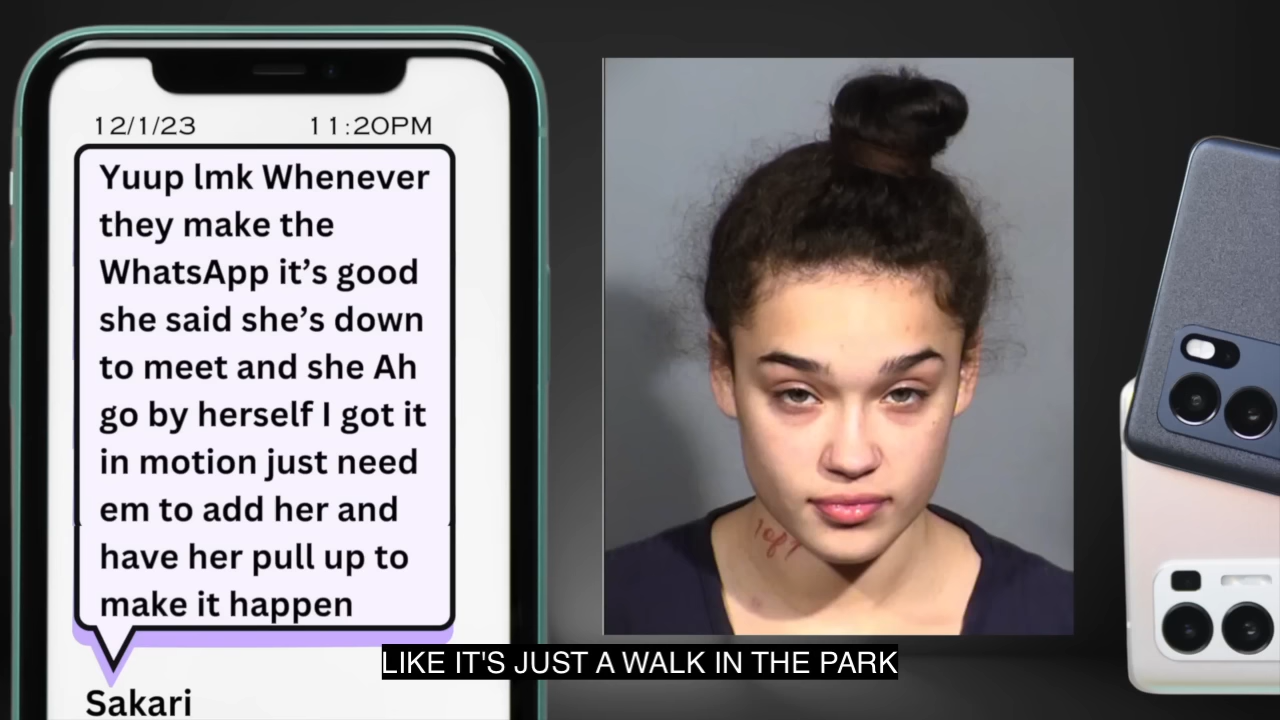 12/1/23 11:20PM
Yuup lmk Whenever
they make the
WhatsApp it's good
she said she's down
to meet and she Ah
go by herself I got it
in motion just need
em to add her and
have her pull up to
make it happen
Sakari
1of1
LIKE IT'S JUST A WALK IN THE PARK